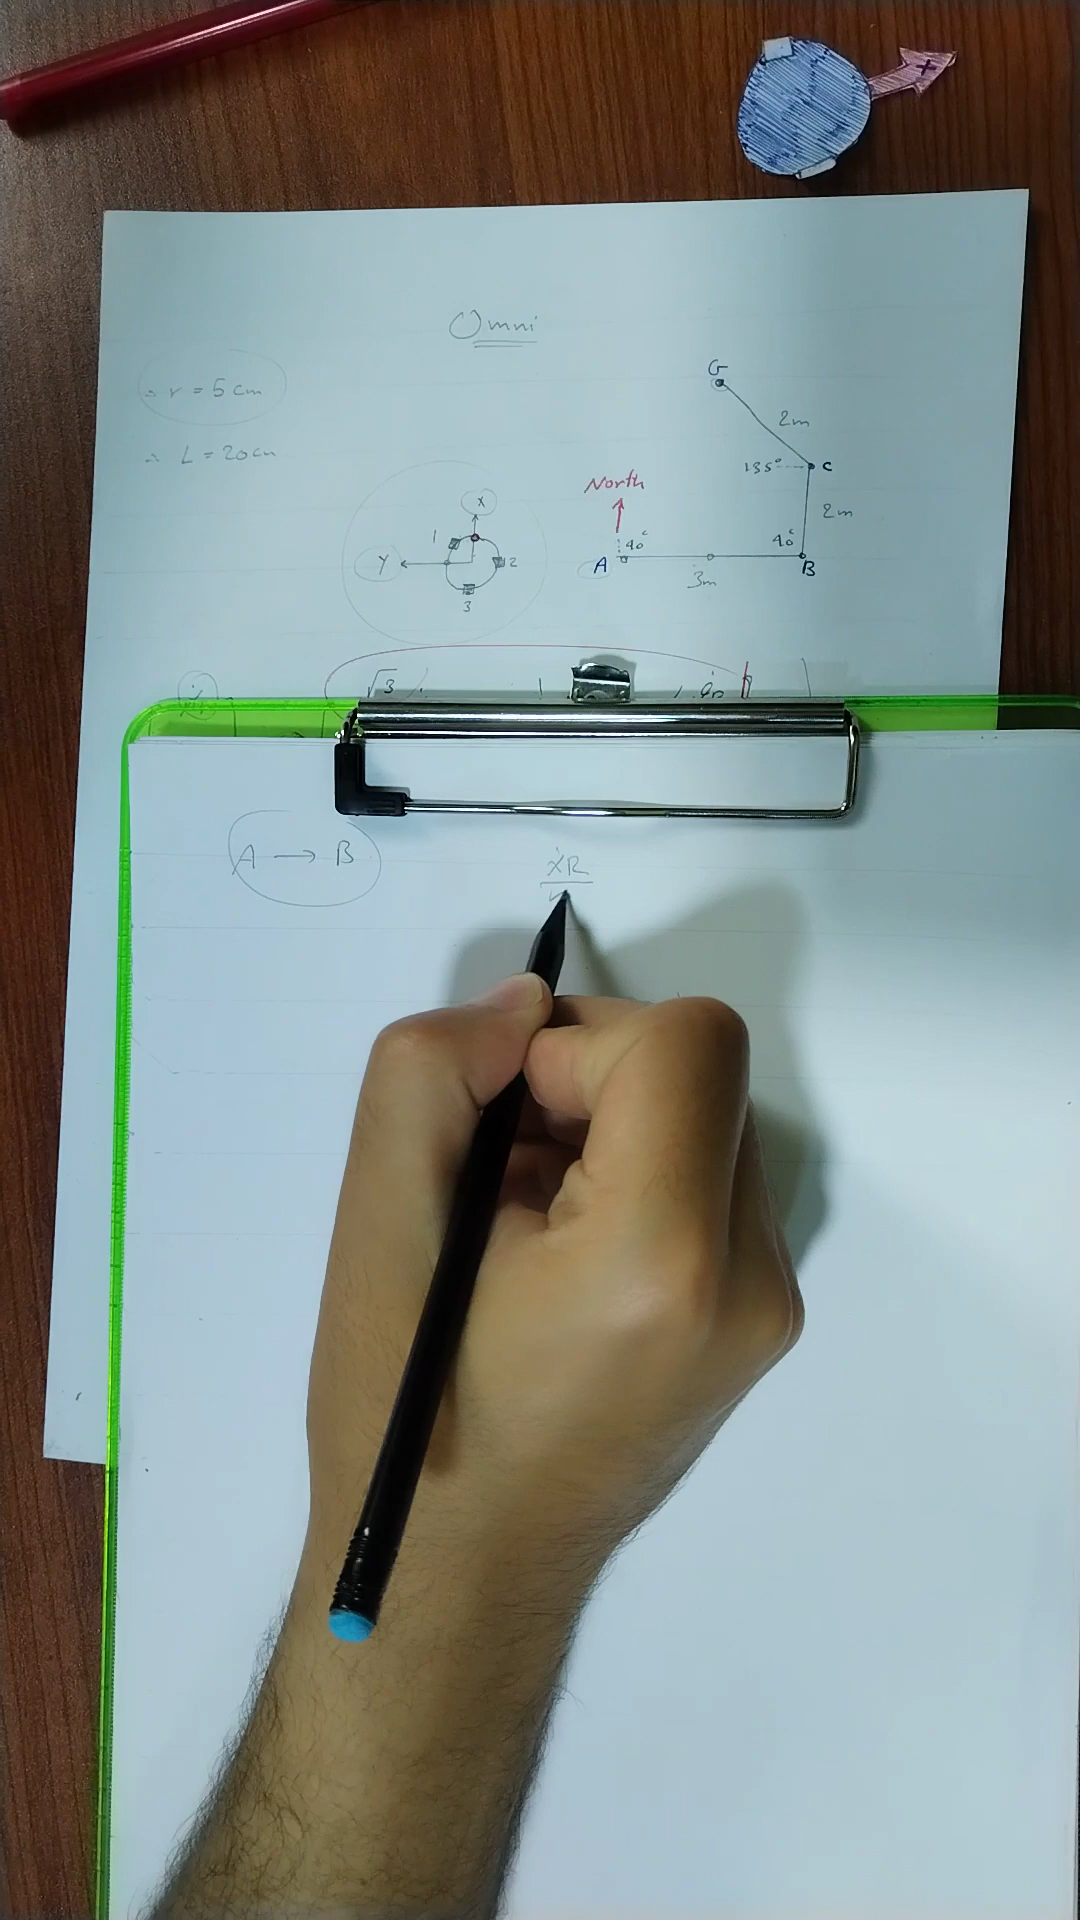 x
Omni
∴ r = 5 cm
∴ L = 20 cm
G
2m
135° C
North
2m
X
1
40° 40°
Y 2
A B
3m
3
√3
A → B
ẋR